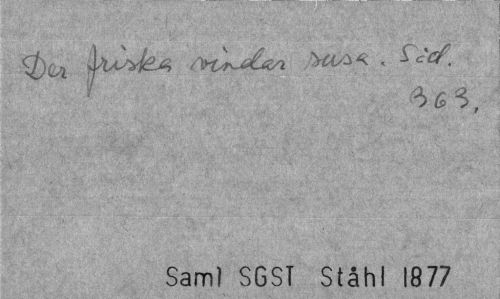 Der friska vindar susa. Sid.
363.
Saml SGST Ståhl 1877